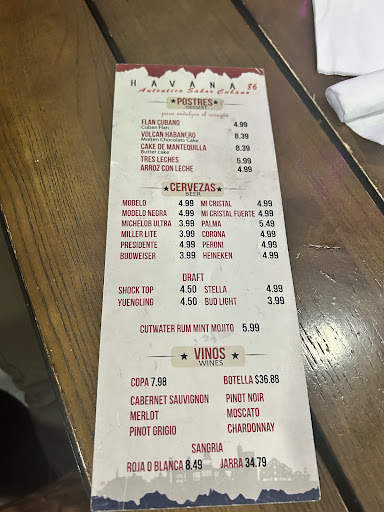 HAVANA 86
Autentico Sabor Cubano
POSTRES
DESSERT
para endulzar el corazón
FLAN CUBANO 4.99
Cuban Flan
VOLCAN HABANERO 8.39
Molten Chocolate Cake
CAKE DE MANTEQUILLA 8.39
Butter cake
TRES LECHES 5.99
ARROZ CON LECHE 4.99
CERVEZAS
BEER
MODELO 4.99 MI CRISTAL 4.99
MODELO NEGRA 4.99 MI CRISTAL FUERTE 4.99
MICHELOB ULTRA 3.99 PALMA 5.49
MILLER LITE 3.99 CORONA 4.99
PRESIDENTE 4.99 PERONI 4.99
BUDWEISER 3.99 HEINEKEN 4.99
DRAFT
SHOCK TOP 4.50 STELLA 4.99
YUENGLING 4.50 BUD LIGHT 3.99
CUTWATER RUM MINT MOJITO 5.99
VINOS
WINES
COPA 7.98 BOTELLA $36.88
CABERNET SAUVIGNON PINOT NOIR
MERLOT MOSCATO
PINOT GRIGIO CHARDONNAY
SANGRIA
ROJA O BLANCA 8.49 JARRA 34.79